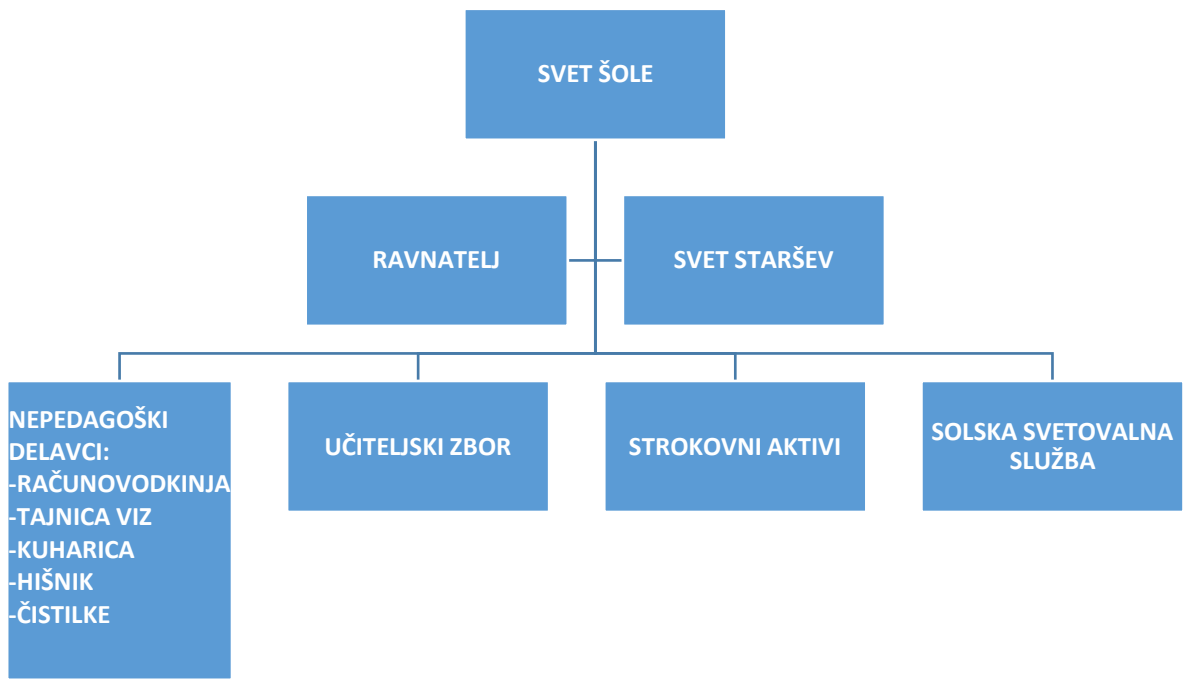 SVET ŠOLE
RAVNATELJ
SVET STARŠEV
NEPEDAGOŠKI
DELAVCI:
-RAČUNOVODKINJA
-TAJNICA VIZ
-KUHARICA
-HIŠNIK
-ČISTILKE
UČITELJSKI ZBOR
STROKOVNI AKTIVI
SOLSKA SVETOVALNA
SLUŽBA